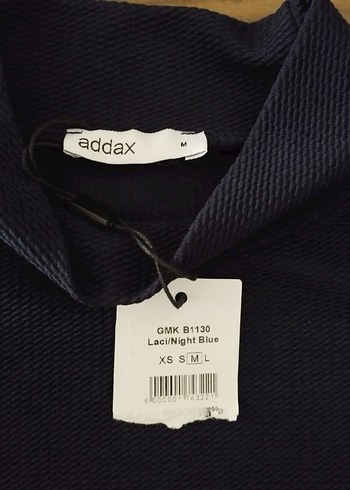 addax M
GMK B1130
Laci/Night Blue
XS S M L